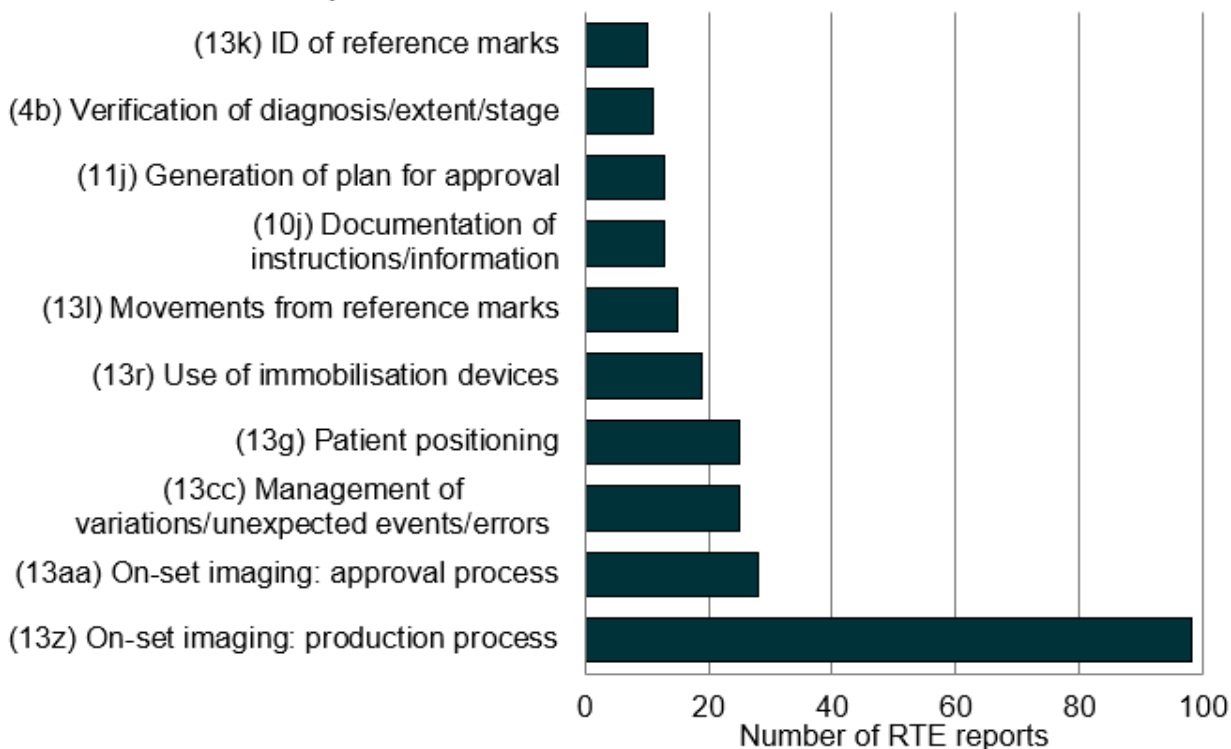 (13k) ID of reference marks
(4b) Verification of diagnosis/extent/stage
(11j) Generation of plan for approval
(10j) Documentation of
instructions/information
(13l) Movements from reference marks
(13r) Use of immobilisation devices
(13g) Patient positioning
(13cc) Management of
variations/unexpected events/errors
(13aa) On-set imaging: approval process
(13z) On-set imaging: production process
0 20 40 60 80 100
Number of RTE reports